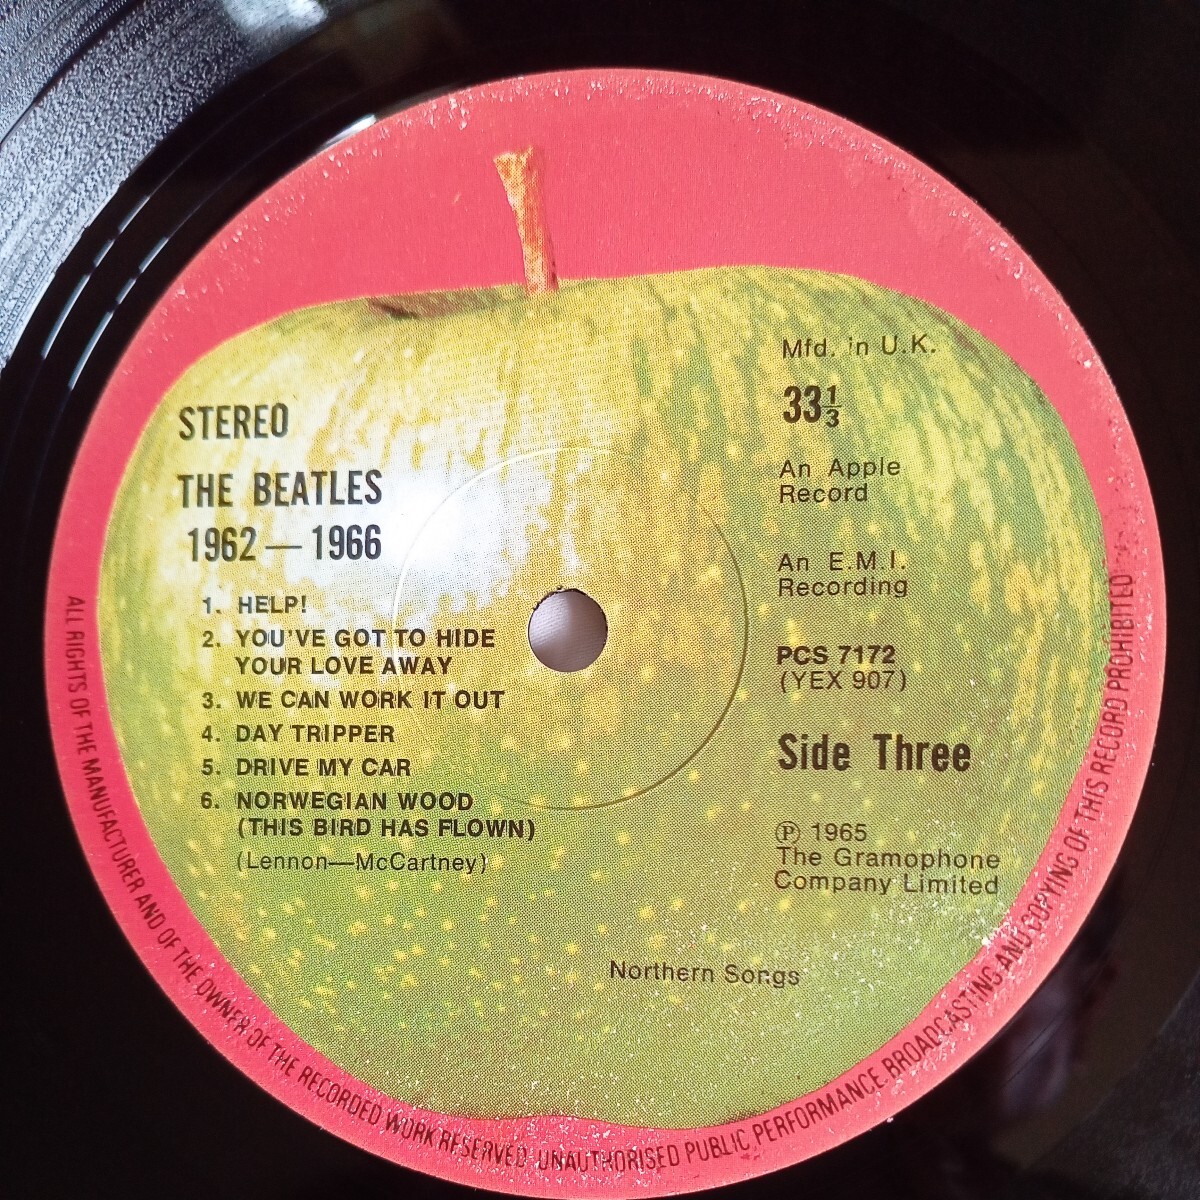 STEREO
THE BEATLES
1962 — 1966
1. HELP!
2. YOU'VE GOT TO HIDE
YOUR LOVE AWAY
3. WE CAN WORK IT OUT
4. DAY TRIPPER
5. DRIVE MY CAR
6. NORWEGIAN WOOD
(THIS BIRD HAS FLOWN)
(Lennon—McCartney)
Mfd. in U.K.
33⅓
An Apple
Record
An E.M.I.
Recording
PCS 7172
(YEX 907)
Side Three
℗ 1965
The Gramophone
Company Limited
Northern Songs
ALL RIGHTS OF THE MANUFACTURER AND OF THE OWNER OF THE RECORDED WORK RESERVED UNAUTHORISED PUBLIC PERFORMANCE BROADCASTING AND COPYING OF THIS RECORD PROHIBITED